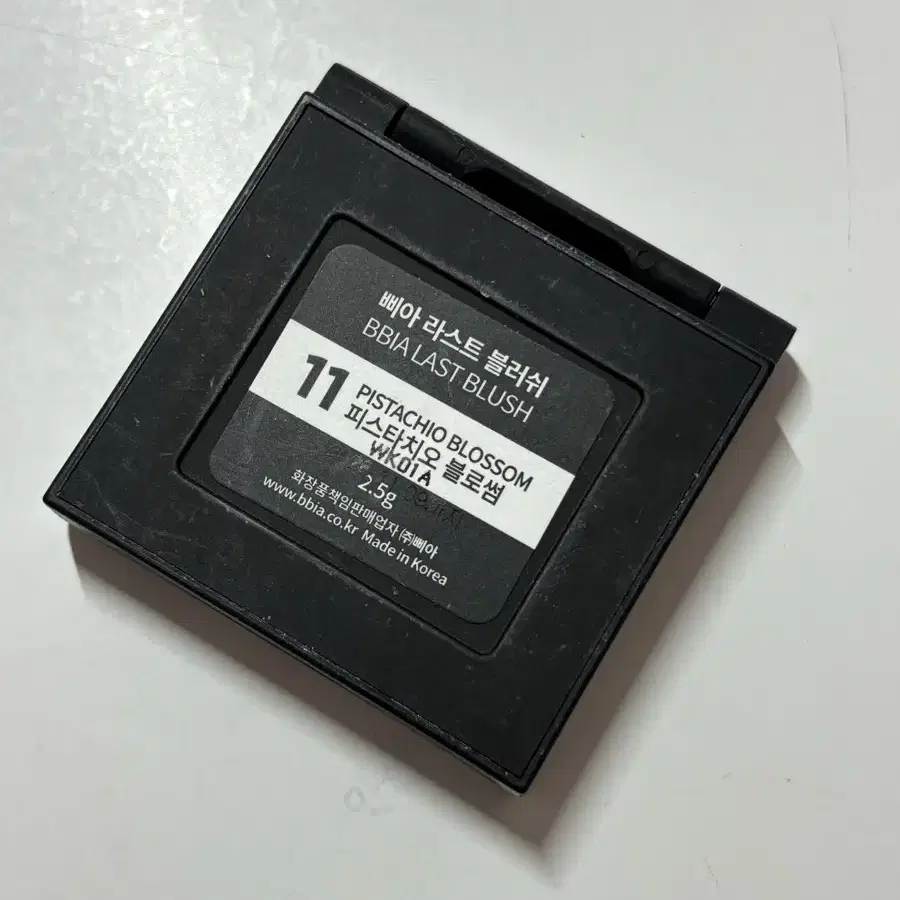 삐아 라스트 블러쉬
BBIA LAST BLUSH
11
PISTACHIO BLOSSOM
피스타치오 블로썸
WK01A
2.5g
화장품책임판매업자 ㈜삐아
www.bbia.co.kr Made in Korea